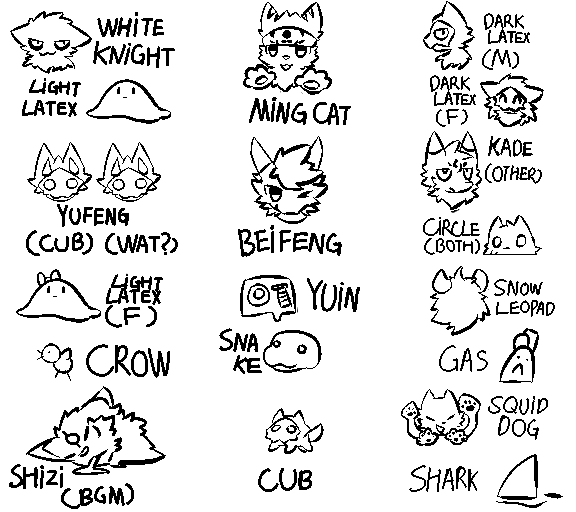 WHITE
KNIGHT
LIGHT
LATEX
MING CAT
DARK
LATEX
(M)
DARK
LATEX
(F)
YUFENG
(CUB) (WAT?)
BEIFENG
KADE
(OTHER)
CIRCLE
(BOTH)
LIGHT
LATEX
(F)
YUIN
SNOW
LEOPAD
CROW
SNA
KE
GAS
SHIZI
(BGM)
CUB
SQUID
DOG
SHARK